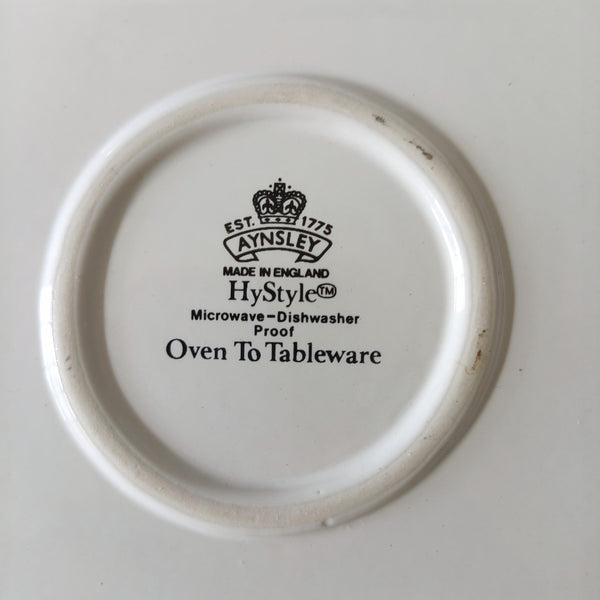 EST. 1775
AYNSLEY
MADE IN ENGLAND
HyStyle™
Microwave-Dishwasher
Proof
Oven To Tableware